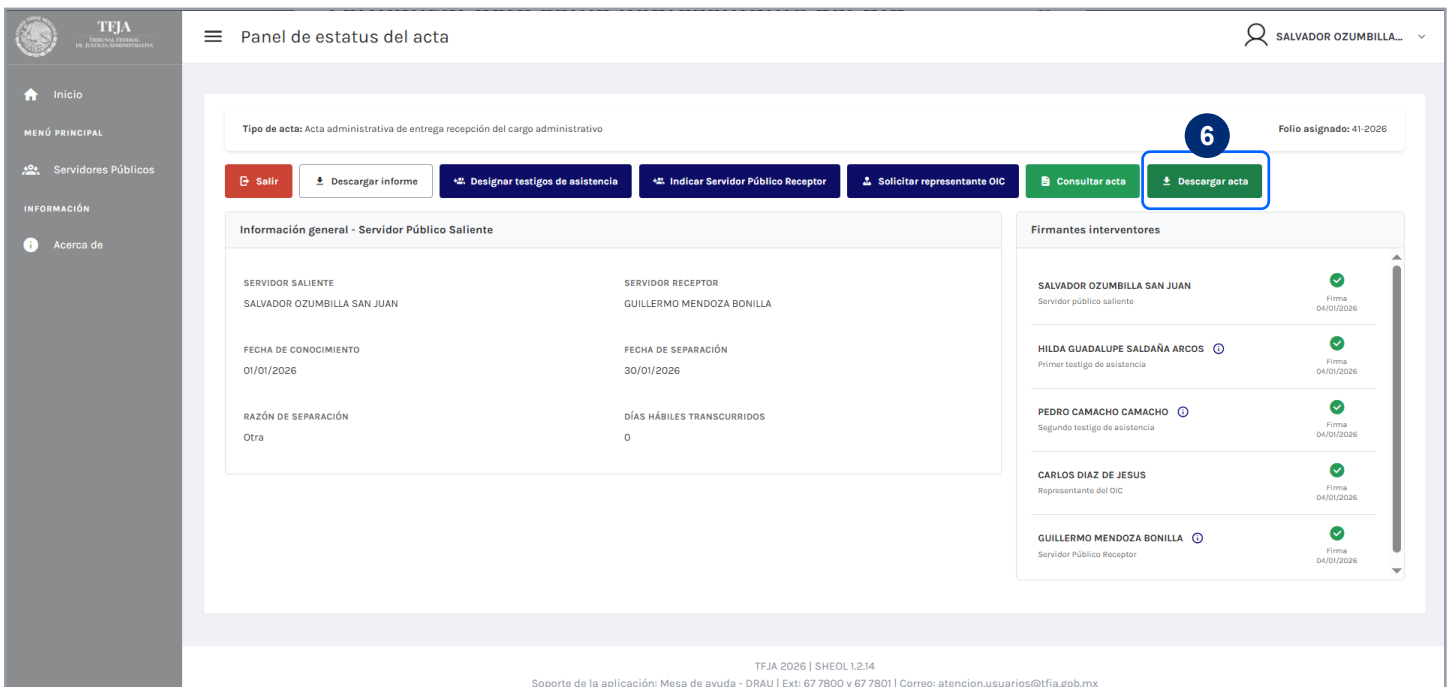 TFJA
TRIBUNAL FEDERAL
DE JUSTICIA ADMINISTRATIVA
Panel de estatus del acta
SALVADOR OZUMBILLA...
Inicio
MENÚ PRINCIPAL
Servidores Públicos
INFORMACIÓN
Acerca de
Tipo de acta: Acta administrativa de entrega recepción del cargo administrativo
Folio asignado: 41-2026
6
Salir
Descargar informe
Designar testigos de asistencia
Indicar Servidor Público Receptor
Solicitar representante OIC
Consultar acta
Descargar acta
Información general - Servidor Público Saliente
SERVIDOR SALIENTE
SALVADOR OZUMBILLA SAN JUAN
SERVIDOR RECEPTOR
GUILLERMO MENDOZA BONILLA
FECHA DE CONOCIMIENTO
01/01/2026
FECHA DE SEPARACIÓN
30/01/2026
RAZÓN DE SEPARACIÓN
Otra
DÍAS HÁBILES TRANSCURRIDOS
0
Firmantes interventores
SALVADOR OZUMBILLA SAN JUAN
Servidor público saliente
Firma
04/01/2026
HILDA GUADALUPE SALDAÑA ARCOS
Primer testigo de asistencia
Firma
04/01/2026
PEDRO CAMACHO CAMACHO
Segundo testigo de asistencia
Firma
04/01/2026
CARLOS DIAZ DE JESUS
Representante del OIC
Firma
04/01/2026
GUILLERMO MENDOZA BONILLA
Servidor Público Receptor
Firma
04/01/2026
TFJA 2026 | SHEOL 1.2.14
Soporte de la aplicación: Mesa de ayuda - DRAU | Ext: 67 7800 y 67 7801 | Correo: atencion.usuarios@tfja.gob.mx